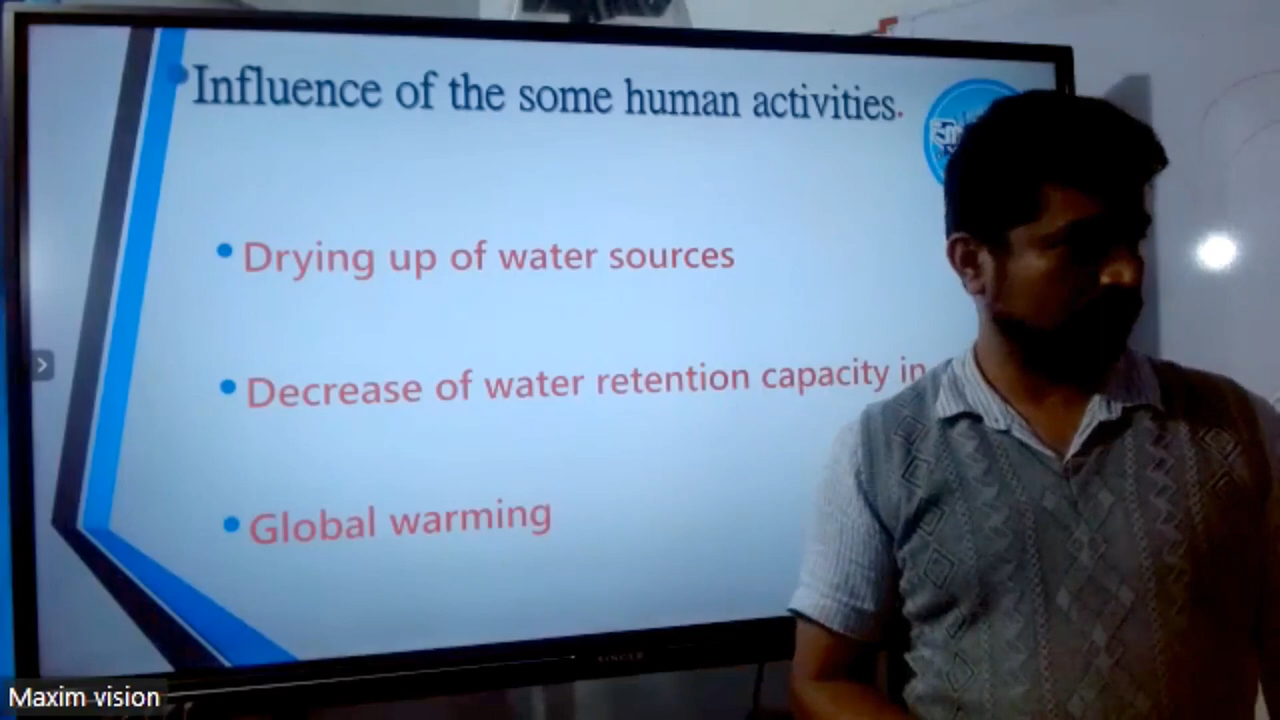 Influence of the some human activities.
Drying up of water sources
Decrease of water retention capacity in
Global warming
SINGER
Maxim vision